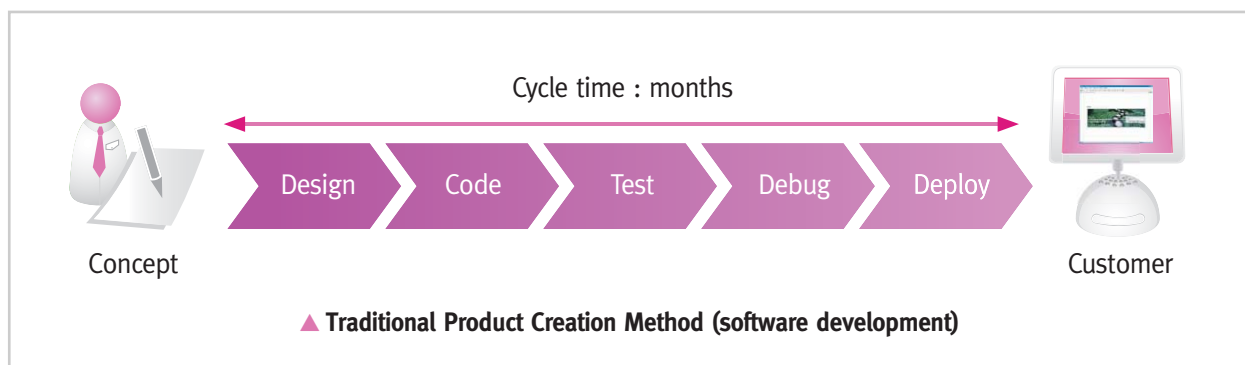 Cycle time : months
Design
Code
Test
Debug
Deploy
Concept
Customer
▲ Traditional Product Creation Method (software development)